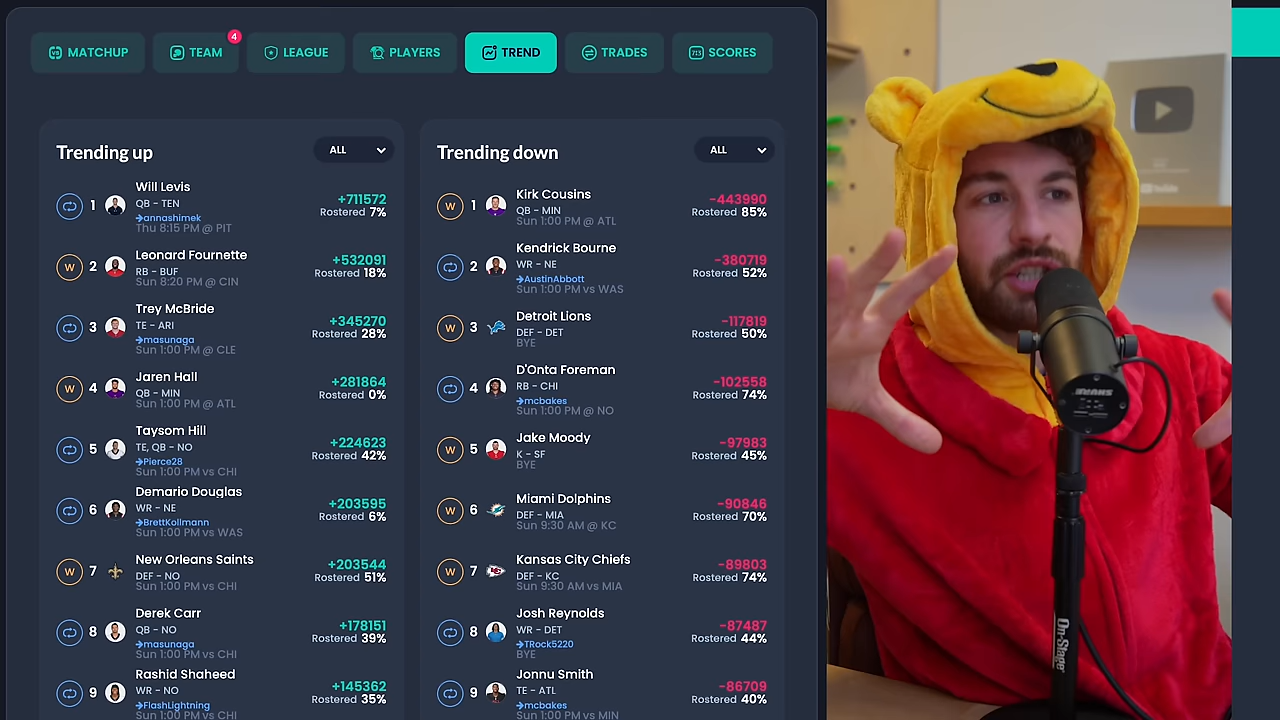 MATCHUP
TEAM
4
LEAGUE
PLAYERS
TREND
TRADES
SCORES
Trending up
ALL
1
Will Levis
QB - TEN
annashimek
Thu 8:15 PM @ PIT
+711572
Rostered 7%
W
2
Leonard Fournette
RB - BUF
Sun 8:20 PM @ CIN
+532091
Rostered 18%
3
Trey McBride
TE - ARI
masunaga
Sun 1:00 PM @ CLE
+345270
Rostered 28%
W
4
Jaren Hall
QB - MIN
Sun 1:00 PM @ ATL
+281864
Rostered 0%
5
Taysom Hill
TE, QB - NO
Pierce28
Sun 1:00 PM vs CHI
+224623
Rostered 42%
6
Demario Douglas
WR - NE
BrettKollmann
Sun 1:00 PM vs WAS
+203595
Rostered 6%
W
7
New Orleans Saints
DEF - NO
Sun 1:00 PM vs CHI
+203544
Rostered 51%
8
Derek Carr
QB - NO
masunaga
Sun 1:00 PM vs CHI
+178151
Rostered 39%
9
Rashid Shaheed
WR - NO
FlashLightning
Sun 1:00 PM vs CHI
+145362
Rostered 35%
Trending down
ALL
W
1
Kirk Cousins
QB - MIN
Sun 1:00 PM @ ATL
-443990
Rostered 85%
2
Kendrick Bourne
WR - NE
AustinAbbott
Sun 1:00 PM vs WAS
-380719
Rostered 52%
W
3
Detroit Lions
DEF - DET
BYE
-117819
Rostered 50%
4
D'Onta Foreman
RB - CHI
mcbakes
Sun 1:00 PM @ NO
-102558
Rostered 74%
W
5
Jake Moody
K - SF
BYE
-97983
Rostered 45%
W
6
Miami Dolphins
DEF - MIA
Sun 9:30 AM @ KC
-90846
Rostered 70%
W
7
Kansas City Chiefs
DEF - KC
Sun 9:30 AM vs MIA
-89803
Rostered 74%
8
Josh Reynolds
WR - DET
TRock5220
BYE
-87487
Rostered 44%
9
Jonnu Smith
TE - ATL
mcbakes
Sun 1:00 PM vs MIN
-86709
Rostered 40%
YouTube
SHURE
On-Stage